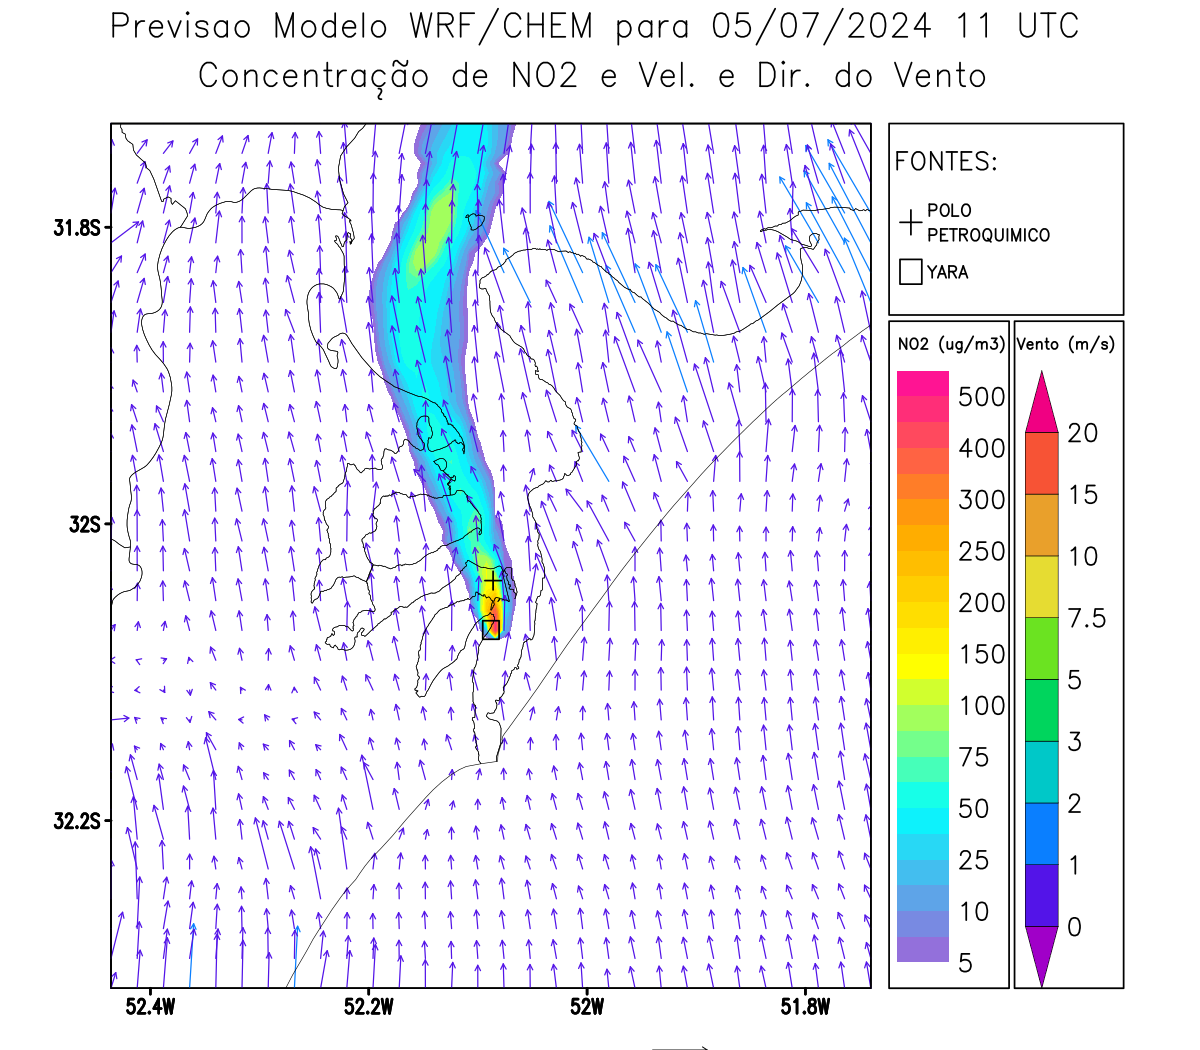 Previsao Modelo WRF/CHEM para 05/07/2024 11 UTC
Concentração de NO2 e Vel. e Dir. do Vento
FONTES:
POLO
PETROQUIMICO
YARA
NO2 (ug/m3)
500
400
300
250
200
150
100
75
50
25
10
5
Vento (m/s)
20
15
10
7.5
5
3
2
1
0
31.8S
32S
32.2S
52.4W
52.2W
52W
51.8W